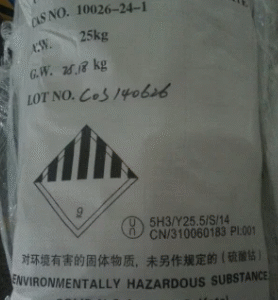 CAS NO. 10026-24-1
N.W. 25kg
G.W. 25.18 kg
LOT NO. COS140626
9
un
5H3/Y25.5/S/14
CN/310060183 PI:001
对环境有害的固体物质，未另作规定的（硫酸钴）
ENVIRONMENTALLY HAZARDOUS SUBSTANCE